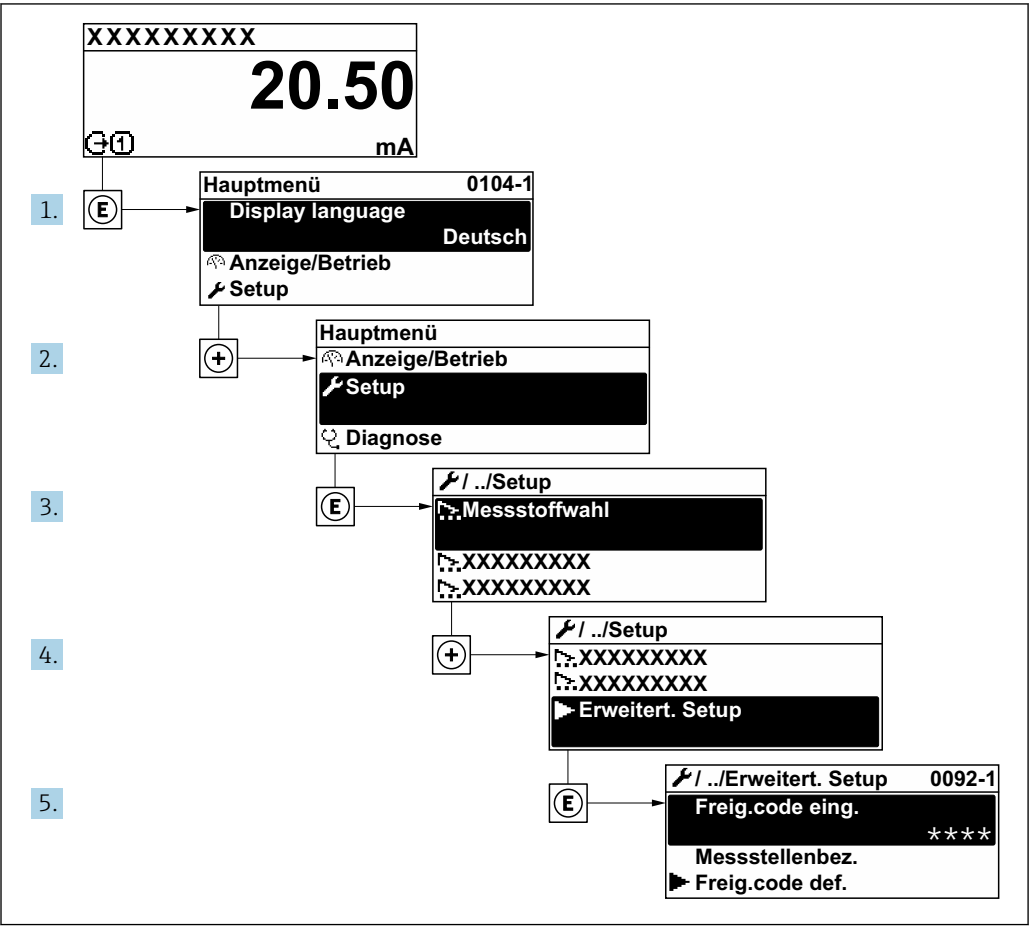 XXXXXXXXX
20.50
1 mA
Hauptmenü 0104-1
1. E Display language
Deutsch
Anzeige/Betrieb
Setup
Hauptmenü
2. + Anzeige/Betrieb
Setup
Diagnose
/ ../Setup
3. E Messstoffwahl
XXXXXXXXX
XXXXXXXXX
/ ../Setup
4. + XXXXXXXXX
XXXXXXXXX
Erweitert. Setup
/ ../Erweitert. Setup 0092-1
5. E Freig.code eing.
****
Messstellenbez.
Freig.code def.